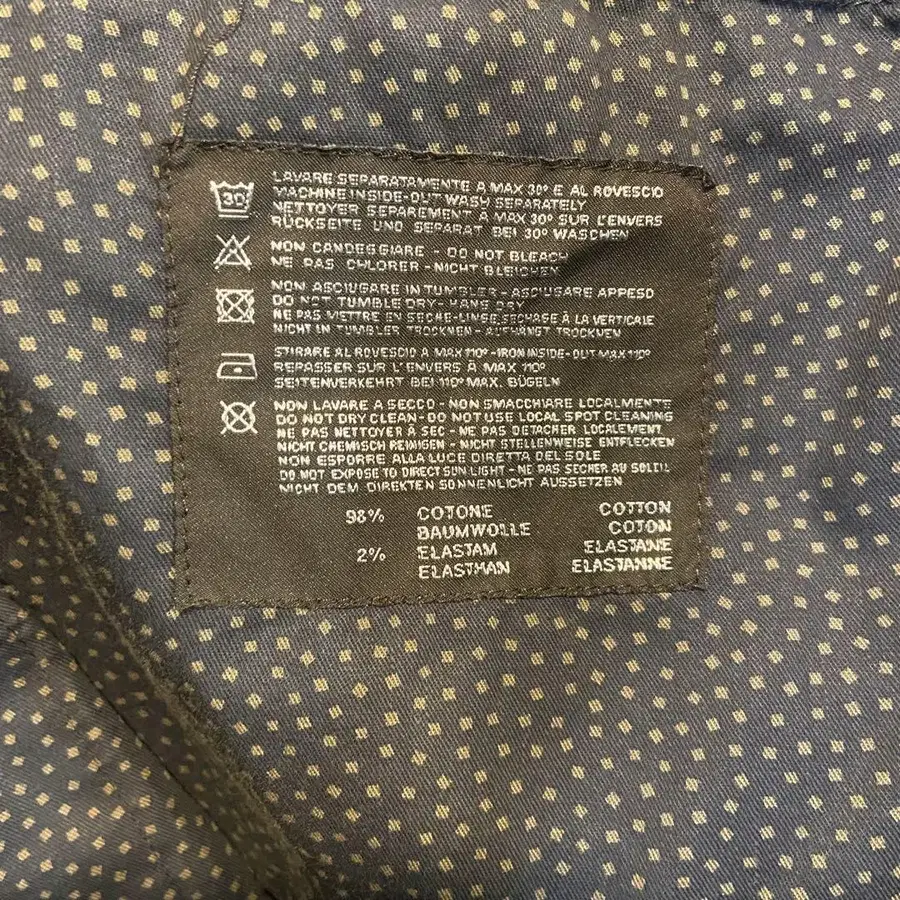 30°
LAVARE SEPARATAMENTE A MAX 30° E AL ROVESCIO
MACHINE INSIDE-OUT WASH SEPARATELY
NETTOYER SEPAREMENT A MAX 30° SUR L'ENVERS
RÜCKSEITE UND SEPARAT BEI 30° WASCHEN
NON CANDEGGIARE - DO NOT BLEACH
NE PAS CHLORER - NICHT BLEICHEN
NON ASCIUGARE IN TUMBLER - ASCIUGARE APPESO
DO NOT TUMBLE DRY - HANG DRY
NE PAS METTRE EN SECHE-LINGE, SECHAGE A LA VERTICALE
NICHT IN TUMBLER TROCKNEN - AUFHÄNGT TROCKNEN
STIRARE AL ROVESCIO A MAX 110° - IRON INSIDE-OUT MAX 110°
REPASSER SUR L'ENVERS A MAX 110°
SEITENVERKEHRT BEI 110° MAX. BÜGELN
NON LAVARE A SECCO - NON SMACCHIARE LOCALMENTE
DO NOT DRY CLEAN - DO NOT USE LOCAL SPOT CLEANING
NE PAS NETTOYER A SEC - NE PAS DETACHER LOCALEMENT
NICHT CHEMISCH REINIGEN - NICHT STELLENWEISE ENTFLECKEN
NON ESPORRE ALLA LUCE DIRETTA DEL SOLE
DO NOT EXPOSE TO DIRECT SUN LIGHT - NE PAS SECHER AU SOLEIL
NICHT DEM DIREKTEN SONNENLICHT AUSSETZEN
98% COTONE COTTON
BAUMWOLLE COTON
2% ELASTAM ELASTANE
ELASTHAN ELASTANNE